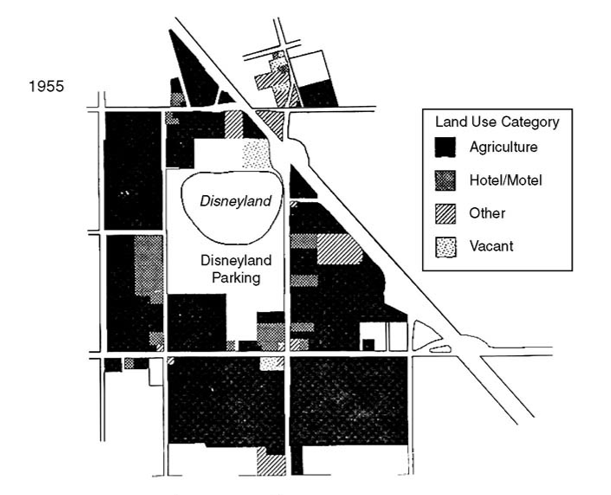 1955
Land Use Category
Agriculture
Hotel/Motel
Other
Vacant
Disneyland
Disneyland
Parking